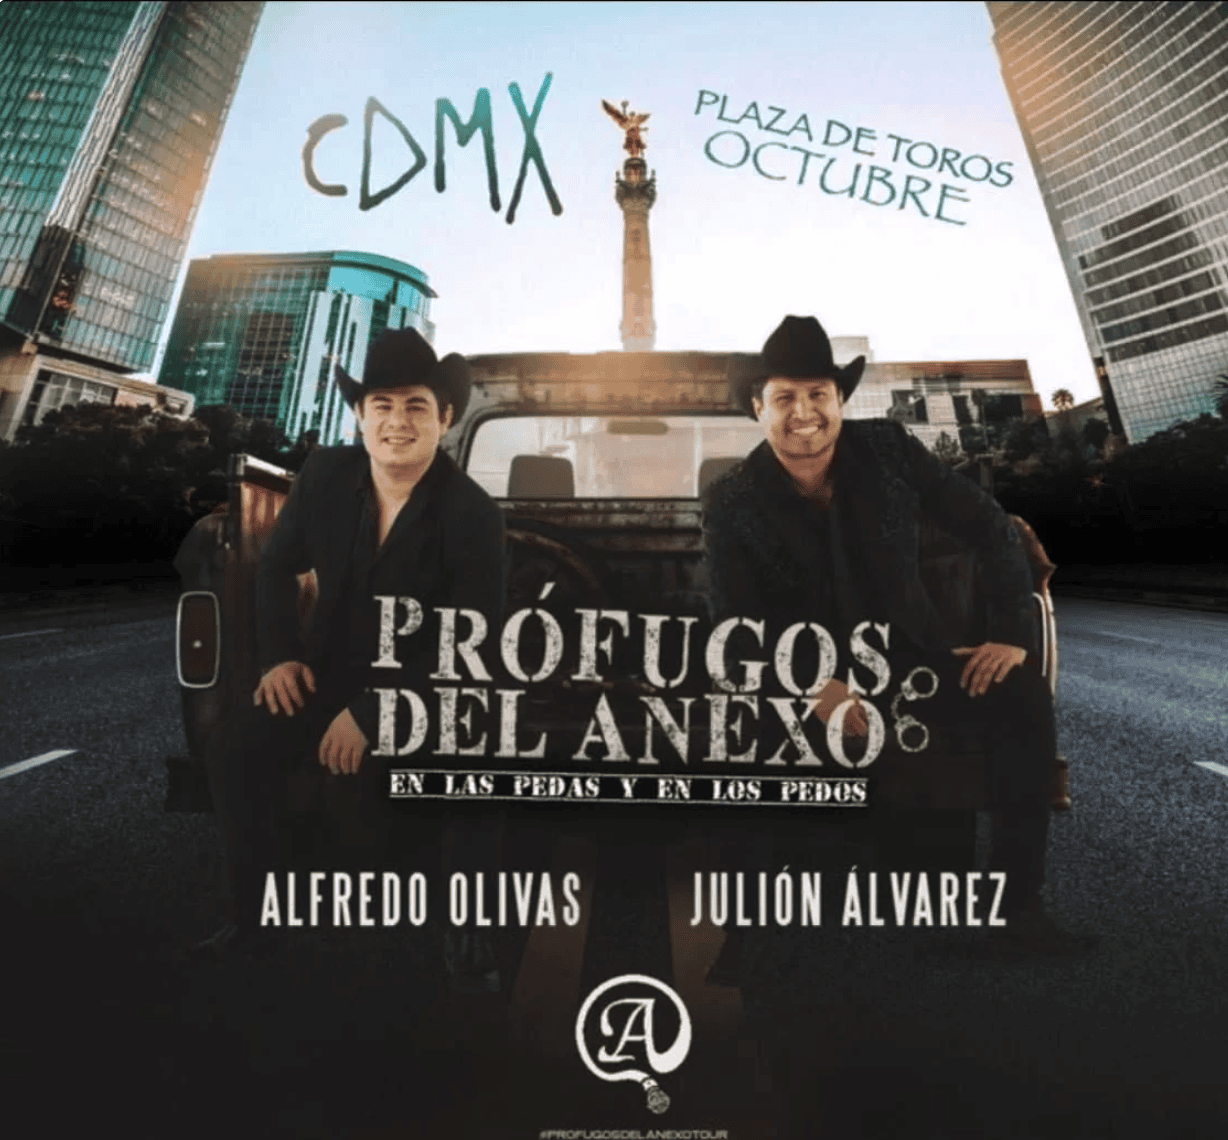 CDMX
PLAZA DE TOROS
OCTUBRE
PRÓFUGOS
DEL ANEXO
EN LAS PEDAS Y EN LOS PEDOS
ALFREDO OLIVAS
JULIÓN ÁLVAREZ
A
#PROFUGOSDELANEXOTOUR